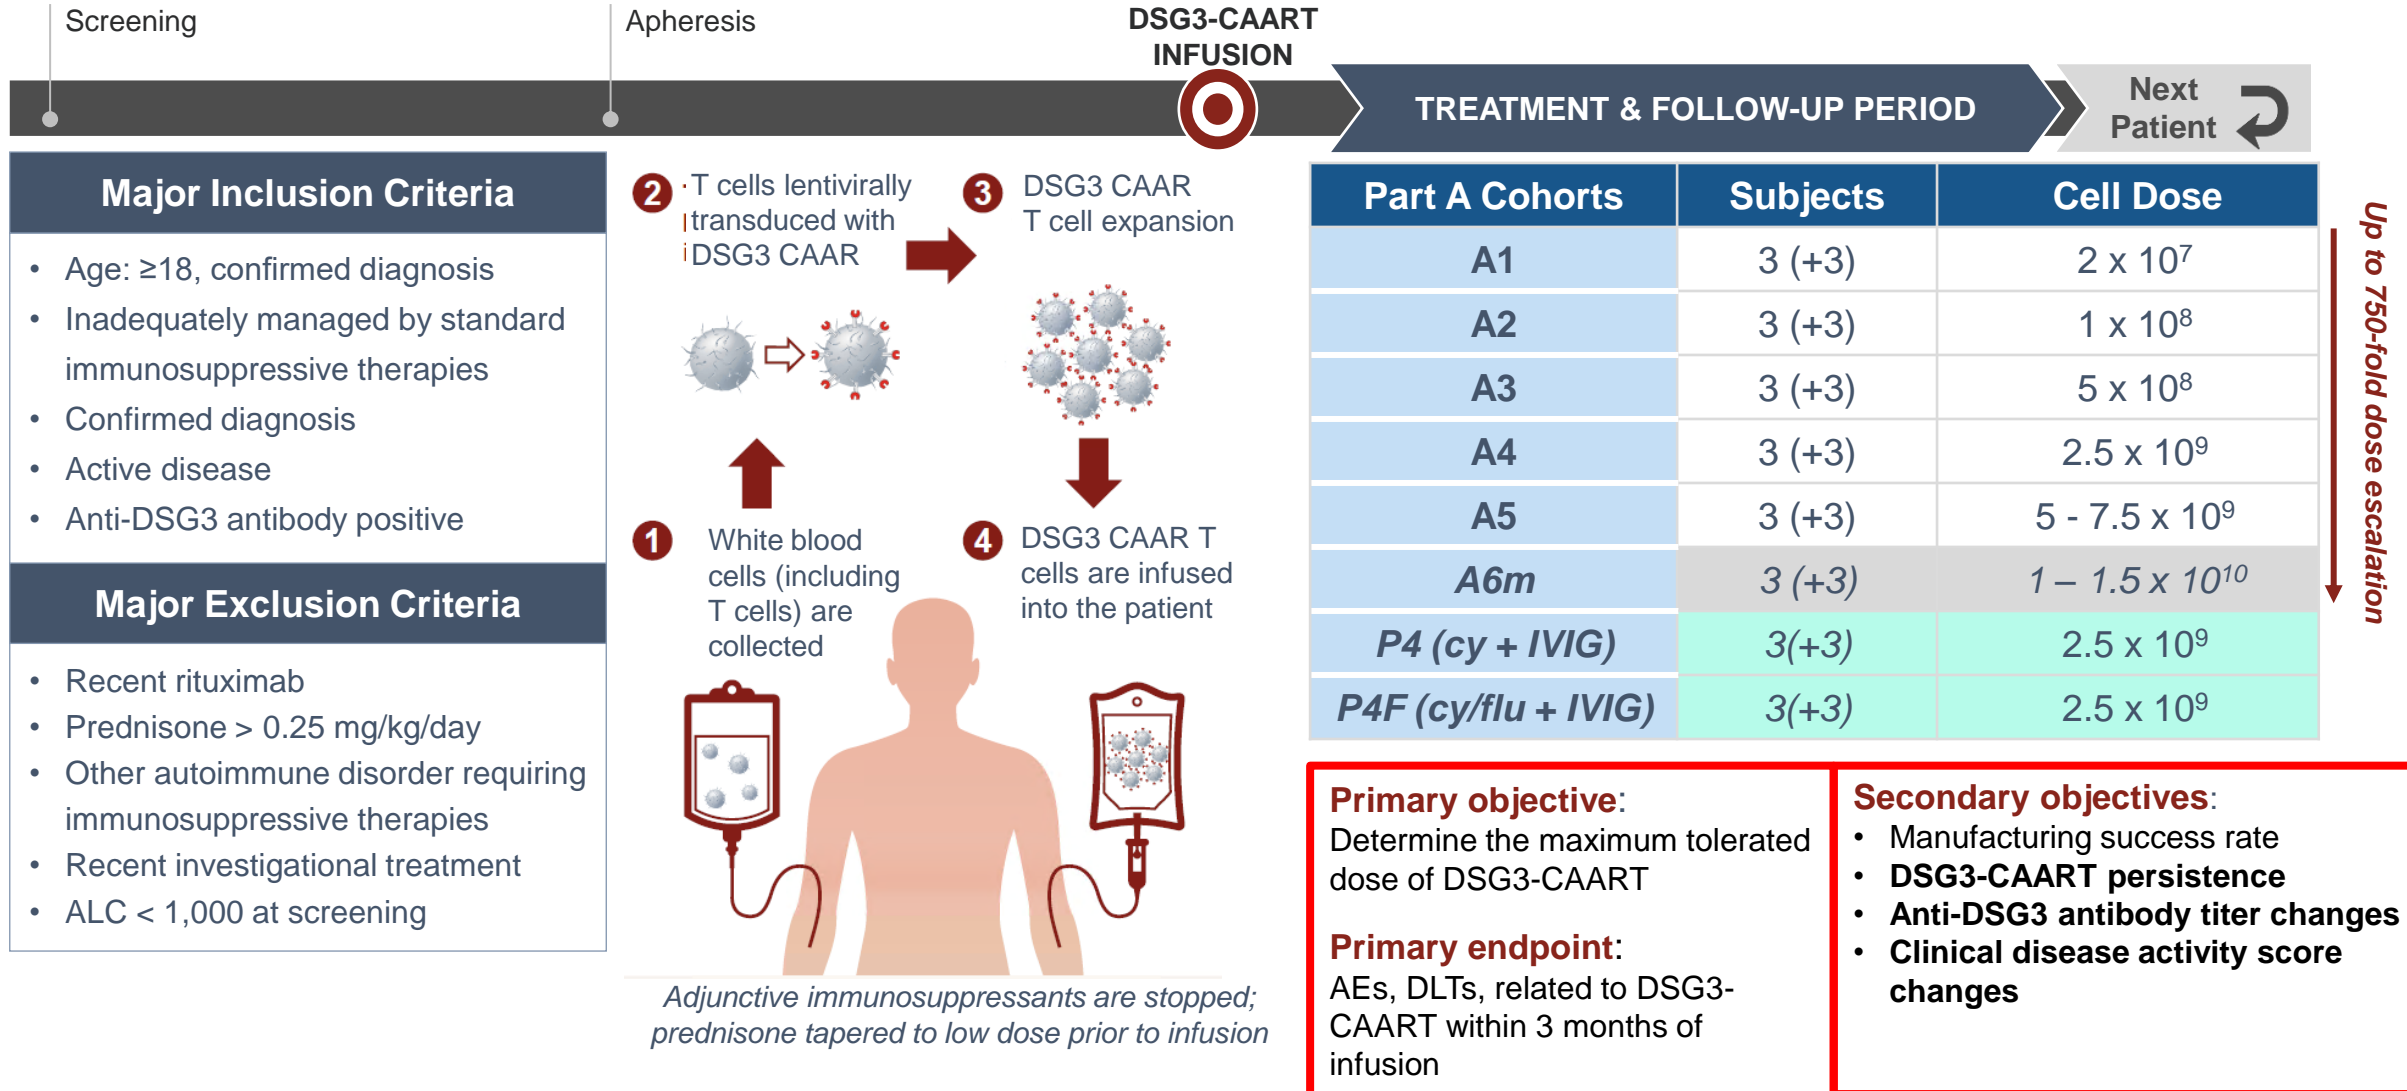 Screening
Apheresis
DSG3-CAART
INFUSION
TREATMENT & FOLLOW-UP PERIOD
Next
Patient
Major Inclusion Criteria
• Age: ≥18, confirmed diagnosis
• Inadequately managed by standard
immunosuppressive therapies
• Confirmed diagnosis
• Active disease
• Anti-DSG3 antibody positive
Major Exclusion Criteria
• Recent rituximab
• Prednisone > 0.25 mg/kg/day
• Other autoimmune disorder requiring
immunosuppressive therapies
• Recent investigational treatment
• ALC < 1,000 at screening
2 T cells lentivirally
transduced with
DSG3 CAAR
3 DSG3 CAAR
T cell expansion
1 White blood
cells (including
T cells) are
collected
4 DSG3 CAAR T
cells are infused
into the patient
Adjunctive immunosuppressants are stopped;
prednisone tapered to low dose prior to infusion
Part A Cohorts Subjects Cell Dose
A1 3 (+3) 2 x 10⁷
A2 3 (+3) 1 x 10⁸
A3 3 (+3) 5 x 10⁸
A4 3 (+3) 2.5 x 10⁹
A5 3 (+3) 5 - 7.5 x 10⁹
A6m 3 (+3) 1 – 1.5 x 10¹⁰
P4 (cy + IVIG) 3(+3) 2.5 x 10⁹
P4F (cy/flu + IVIG) 3(+3) 2.5 x 10⁹
Up to 750-fold dose escalation
Primary objective:
Determine the maximum tolerated
dose of DSG3-CAART
Primary endpoint:
AEs, DLTs, related to DSG3-
CAART within 3 months of
infusion
Secondary objectives:
• Manufacturing success rate
• DSG3-CAART persistence
• Anti-DSG3 antibody titer changes
• Clinical disease activity score
changes